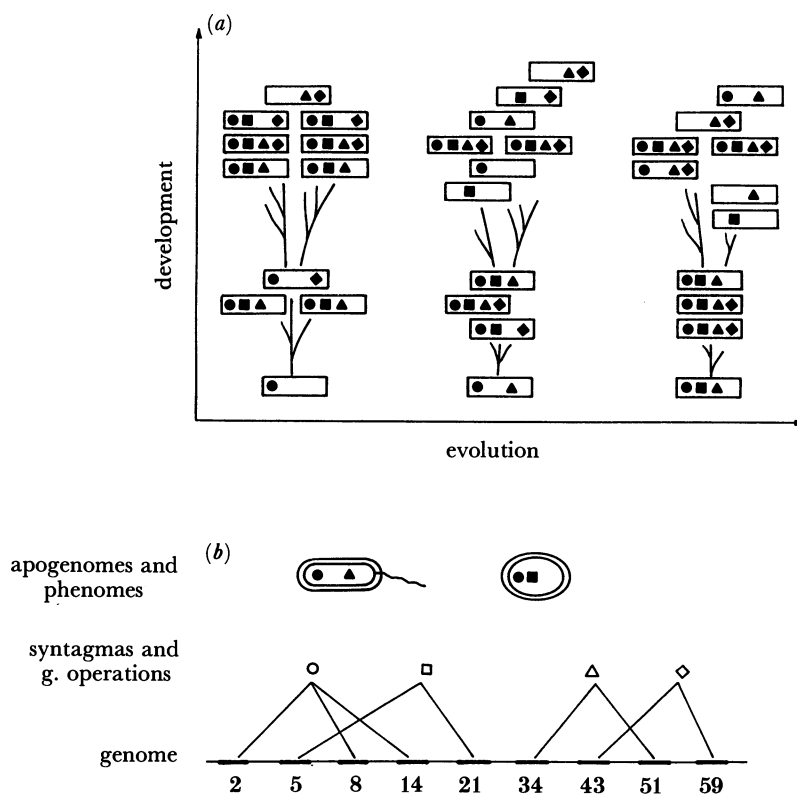 (a)
development
evolution
(b)
apogenomes and
phenomes
syntagmas and
g. operations
genome
2 5 8 14 21 34 43 51 59